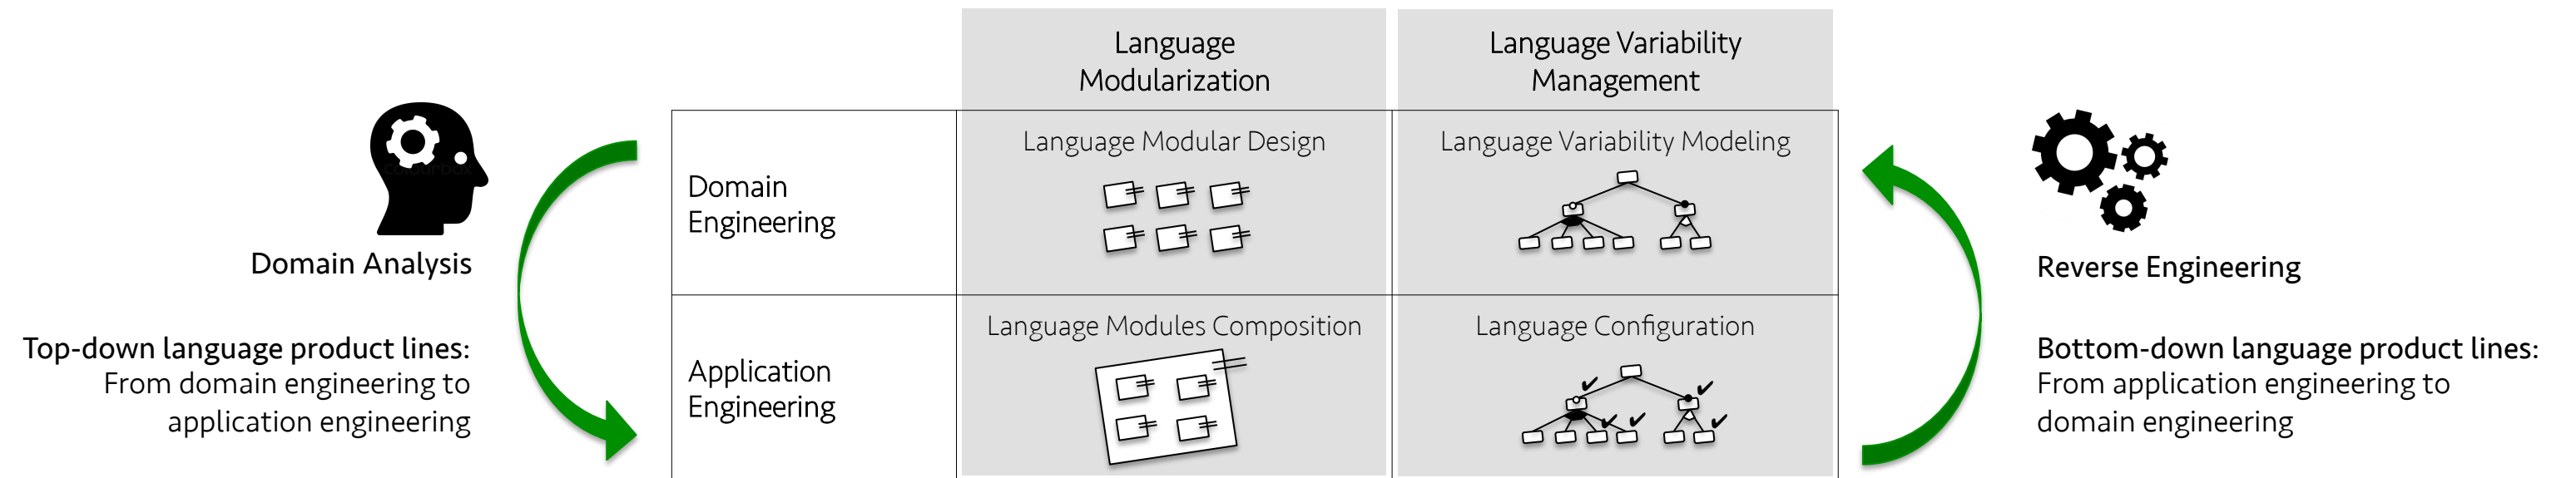 Language
Modularization
Language Variability
Management
Language Modular Design
Language Variability Modeling
Domain
Engineering
Domain Analysis
Reverse Engineering
Language Modules Composition
Language Configuration
Application
Engineering
Top-down language product lines:
From domain engineering to
application engineering
Bottom-down language product lines:
From application engineering to
domain engineering